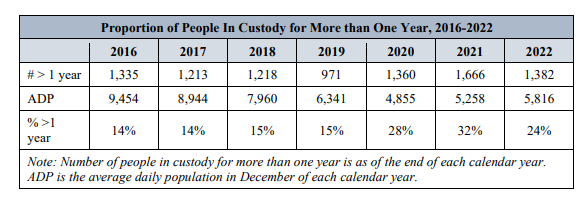 Proportion of People In Custody for More than One Year, 2016-2022
2016 2017 2018 2019 2020 2021 2022
# > 1 year 1,335 1,213 1,218 971 1,360 1,666 1,382
ADP 9,454 8,944 7,960 6,341 4,855 5,258 5,816
% >1
year 14% 14% 15% 15% 28% 32% 24%
Note: Number of people in custody for more than one year is as of the end of each calendar year.
ADP is the average daily population in December of each calendar year.